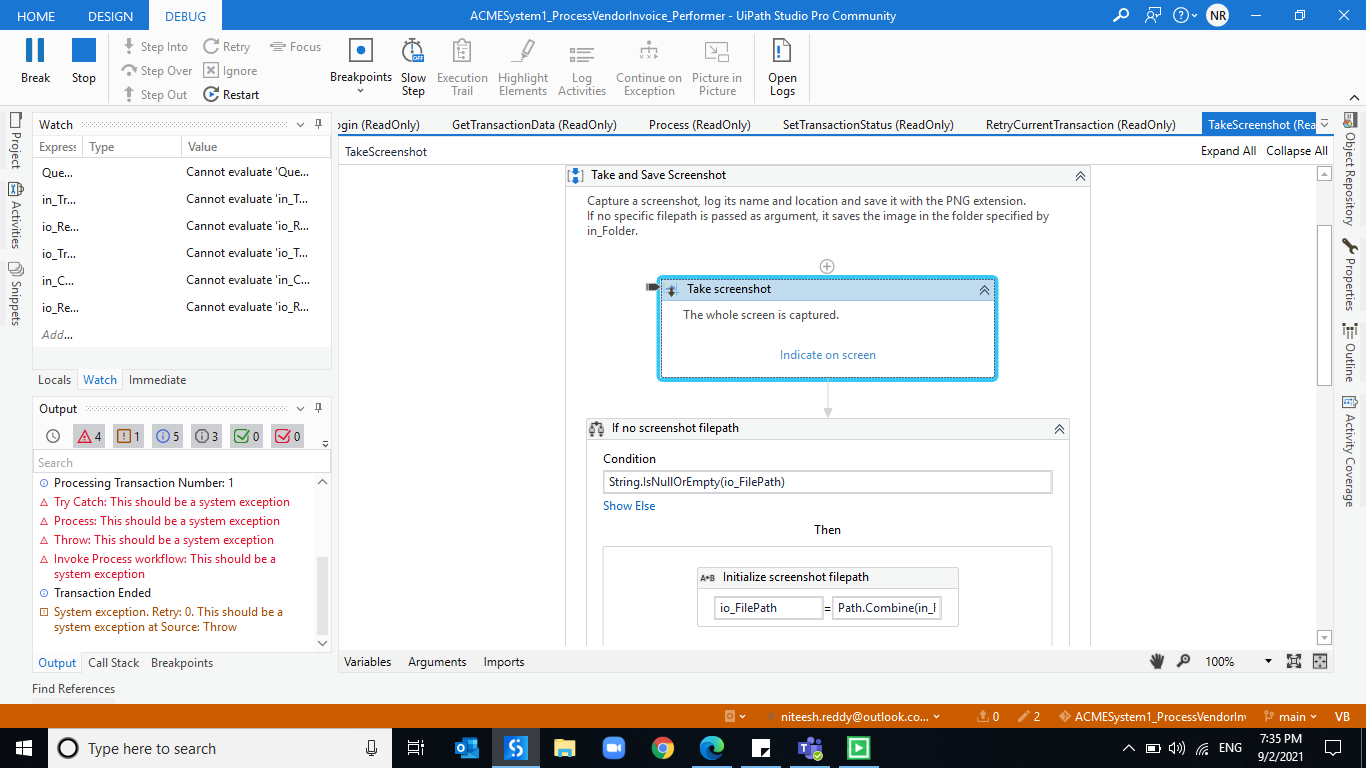 HOME DESIGN DEBUG
ACMESystem1_ProcessVendorInvoice_Performer - UiPath Studio Pro Community
NR
Break
Stop
Step Into
Step Over
Step Out
Retry
Ignore
Restart
Focus
Breakpoints
Slow
Step
OFF
Execution
Trail
Highlight
Elements
Log
Activities
Continue on
Exception
Picture in
Picture
Open
Logs
Project
Activities
Snippets
Watch
Express Type Value
Que... Cannot evaluate 'Que...
in_Tr... Cannot evaluate 'in_T...
io_Re... Cannot evaluate 'io_R...
io_Tr... Cannot evaluate 'io_T...
in_C... Cannot evaluate 'in_C...
io_Re... Cannot evaluate 'io_R...
Add...
Locals Watch Immediate
Output
4 1 5 3 0 0
Search
Processing Transaction Number: 1
Try Catch: This should be a system exception
Process: This should be a system exception
Throw: This should be a system exception
Invoke Process workflow: This should be a
system exception
Transaction Ended
System exception. Retry: 0. This should be a
system exception at Source: Throw
Output Call Stack Breakpoints
Find References
ogin (ReadOnly) GetTransactionData (ReadOnly) Process (ReadOnly) SetTransactionStatus (ReadOnly) RetryCurrentTransaction (ReadOnly) TakeScreenshot (Rea
TakeScreenshot
Expand All Collapse All
Take and Save Screenshot
Capture a screenshot, log its name and location and save it with the PNG extension.
If no specific filepath is passed as argument, it saves the image in the folder specified by
in_Folder.
Take screenshot
The whole screen is captured.
Indicate on screen
If no screenshot filepath
Condition
String.IsNullOrEmpty(io_FilePath)
Show Else
Then
A*B Initialize screenshot filepath
io_FilePath = Path.Combine(in_F
Variables Arguments Imports
100%
Object Repository
Properties
Outline
Activity Coverage
niteesh.reddy@outlook.co... 0 2 ACMESystem1_ProcessVendorInv main VB
Type here to search
ENG
7:35 PM
9/2/2021